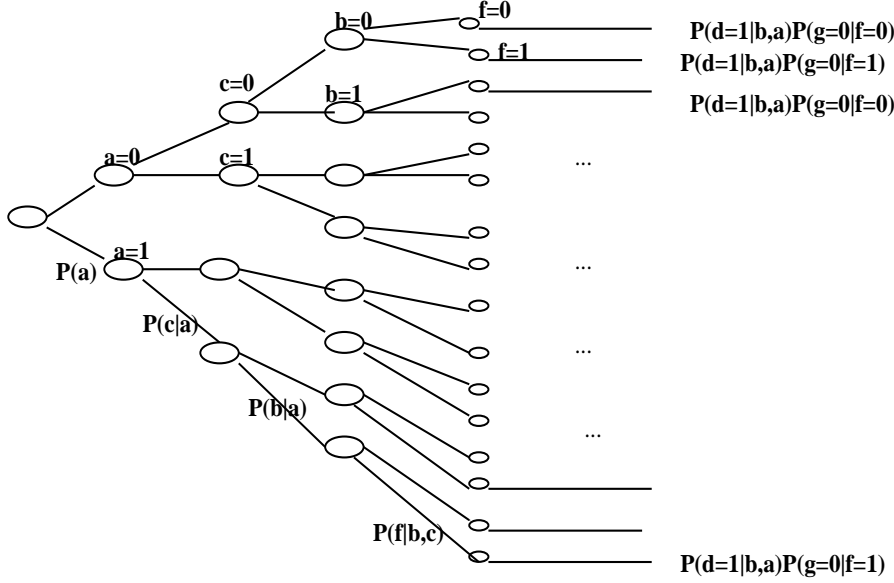 f=0
b=0
P(d=1|b,a)P(g=0|f=0)
f=1
P(d=1|b,a)P(g=0|f=1)
c=0
b=1
P(d=1|b,a)P(g=0|f=0)
a=0
c=1
...
a=1
P(a)
...
P(c|a)
...
P(b|a)
...
P(f|b,c)
P(d=1|b,a)P(g=0|f=1)